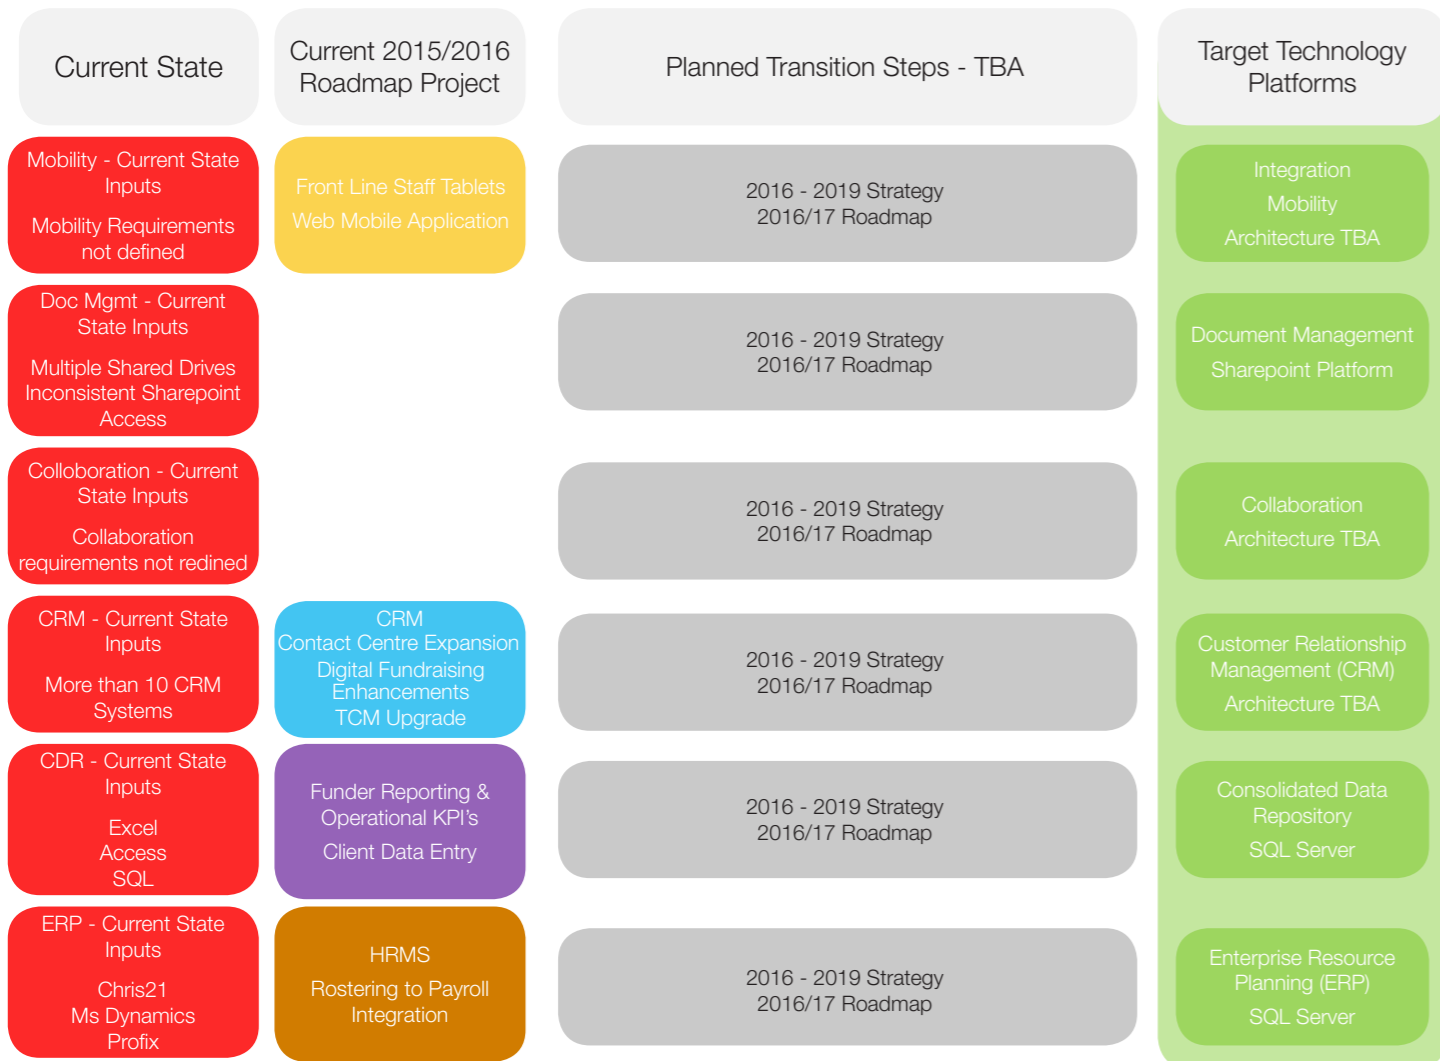 Current State
Current 2015/2016
Roadmap Project
Planned Transition Steps - TBA
Target Technology
Platforms
Mobility - Current State
Inputs
Mobility Requirements
not defined
Front Line Staff Tablets
Web Mobile Application
2016 - 2019 Strategy
2016/17 Roadmap
Integration
Mobility
Architecture TBA
Doc Mgmt - Current
State Inputs
Multiple Shared Drives
Inconsistent Sharepoint
Access
2016 - 2019 Strategy
2016/17 Roadmap
Document Management
Sharepoint Platform
Colloboration - Current
State Inputs
Collaboration
requirements not redined
2016 - 2019 Strategy
2016/17 Roadmap
Collaboration
Architecture TBA
CRM - Current State
Inputs
More than 10 CRM
Systems
CRM
Contact Centre Expansion
Digital Fundraising
Enhancements
TCM Upgrade
2016 - 2019 Strategy
2016/17 Roadmap
Customer Relationship
Management (CRM)
Architecture TBA
CDR - Current State
Inputs
Excel
Access
SQL
Funder Reporting &
Operational KPI's
Client Data Entry
2016 - 2019 Strategy
2016/17 Roadmap
Consolidated Data
Repository
SQL Server
ERP - Current State
Inputs
Chris21
Ms Dynamics
Profix
HRMS
Rostering to Payroll
Integration
2016 - 2019 Strategy
2016/17 Roadmap
Enterprise Resource
Planning (ERP)
SQL Server